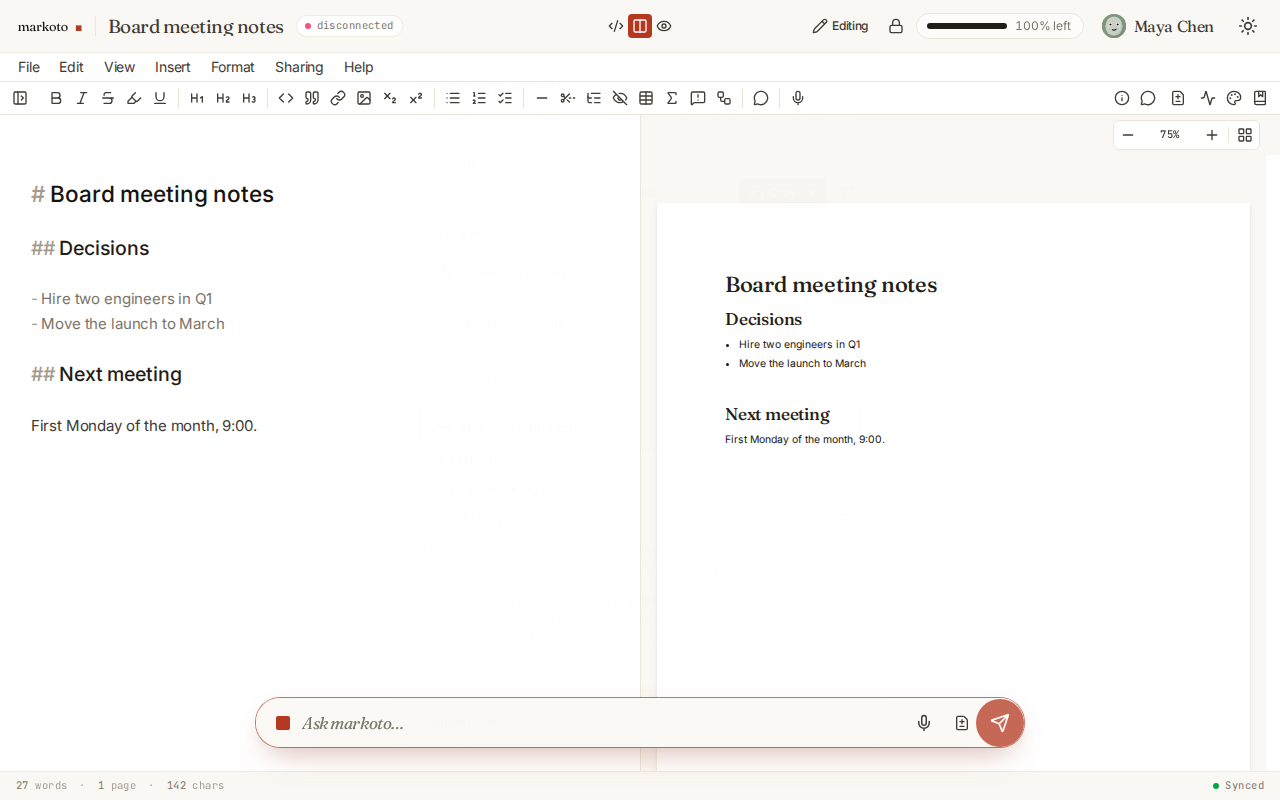 markoto
Board meeting notes
disconnected
Editing
100% left
Maya Chen
File Edit View Insert Format Sharing Help
H1 H2 H3
75%
# Board meeting notes
## Decisions
- Hire two engineers in Q1
- Move the launch to March
## Next meeting
First Monday of the month, 9:00.
Board meeting notes
Decisions
• Hire two engineers in Q1
• Move the launch to March
Next meeting
First Monday of the month, 9:00.
Ask markoto...
27 words · 1 page · 142 chars
Synced